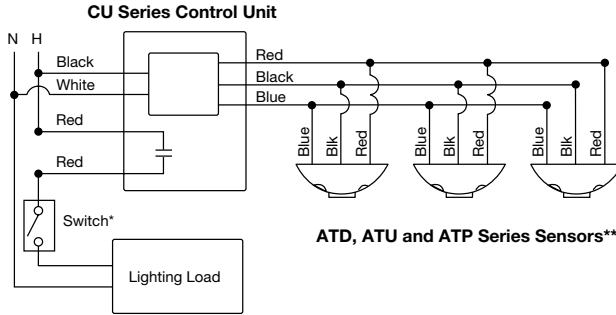 CU Series Control Unit
N H
Black
White
Red
Red
Red
Black
Blue
Blue Blk Red
Blue Blk Red
Blue Blk Red
Switch*
Lighting Load
ATD, ATU and ATP Series Sensors**